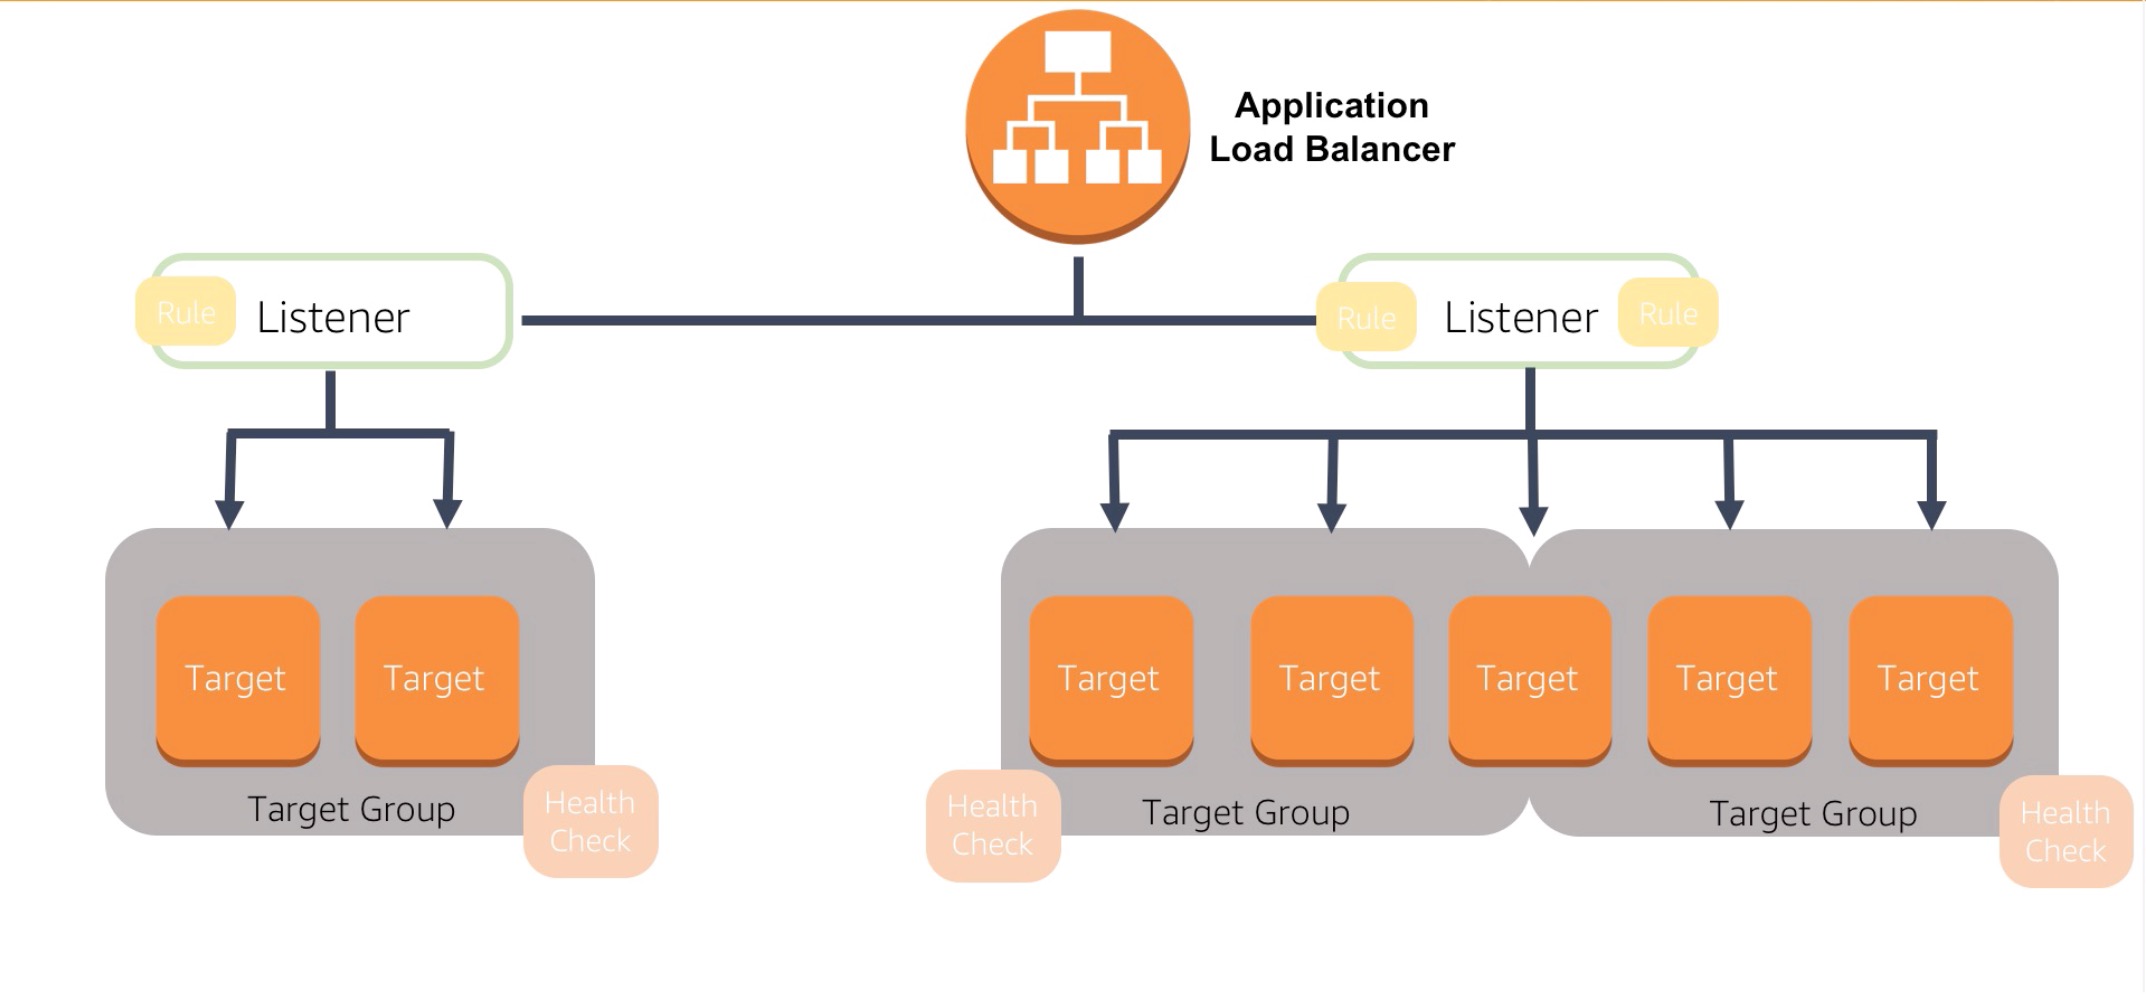 Application
Load Balancer
Rule
Listener
Rule
Listener
Rule
Target
Target
Target
Target
Target
Target
Target
Target Group
Health
Check
Health
Check
Target Group
Target Group
Health
Check